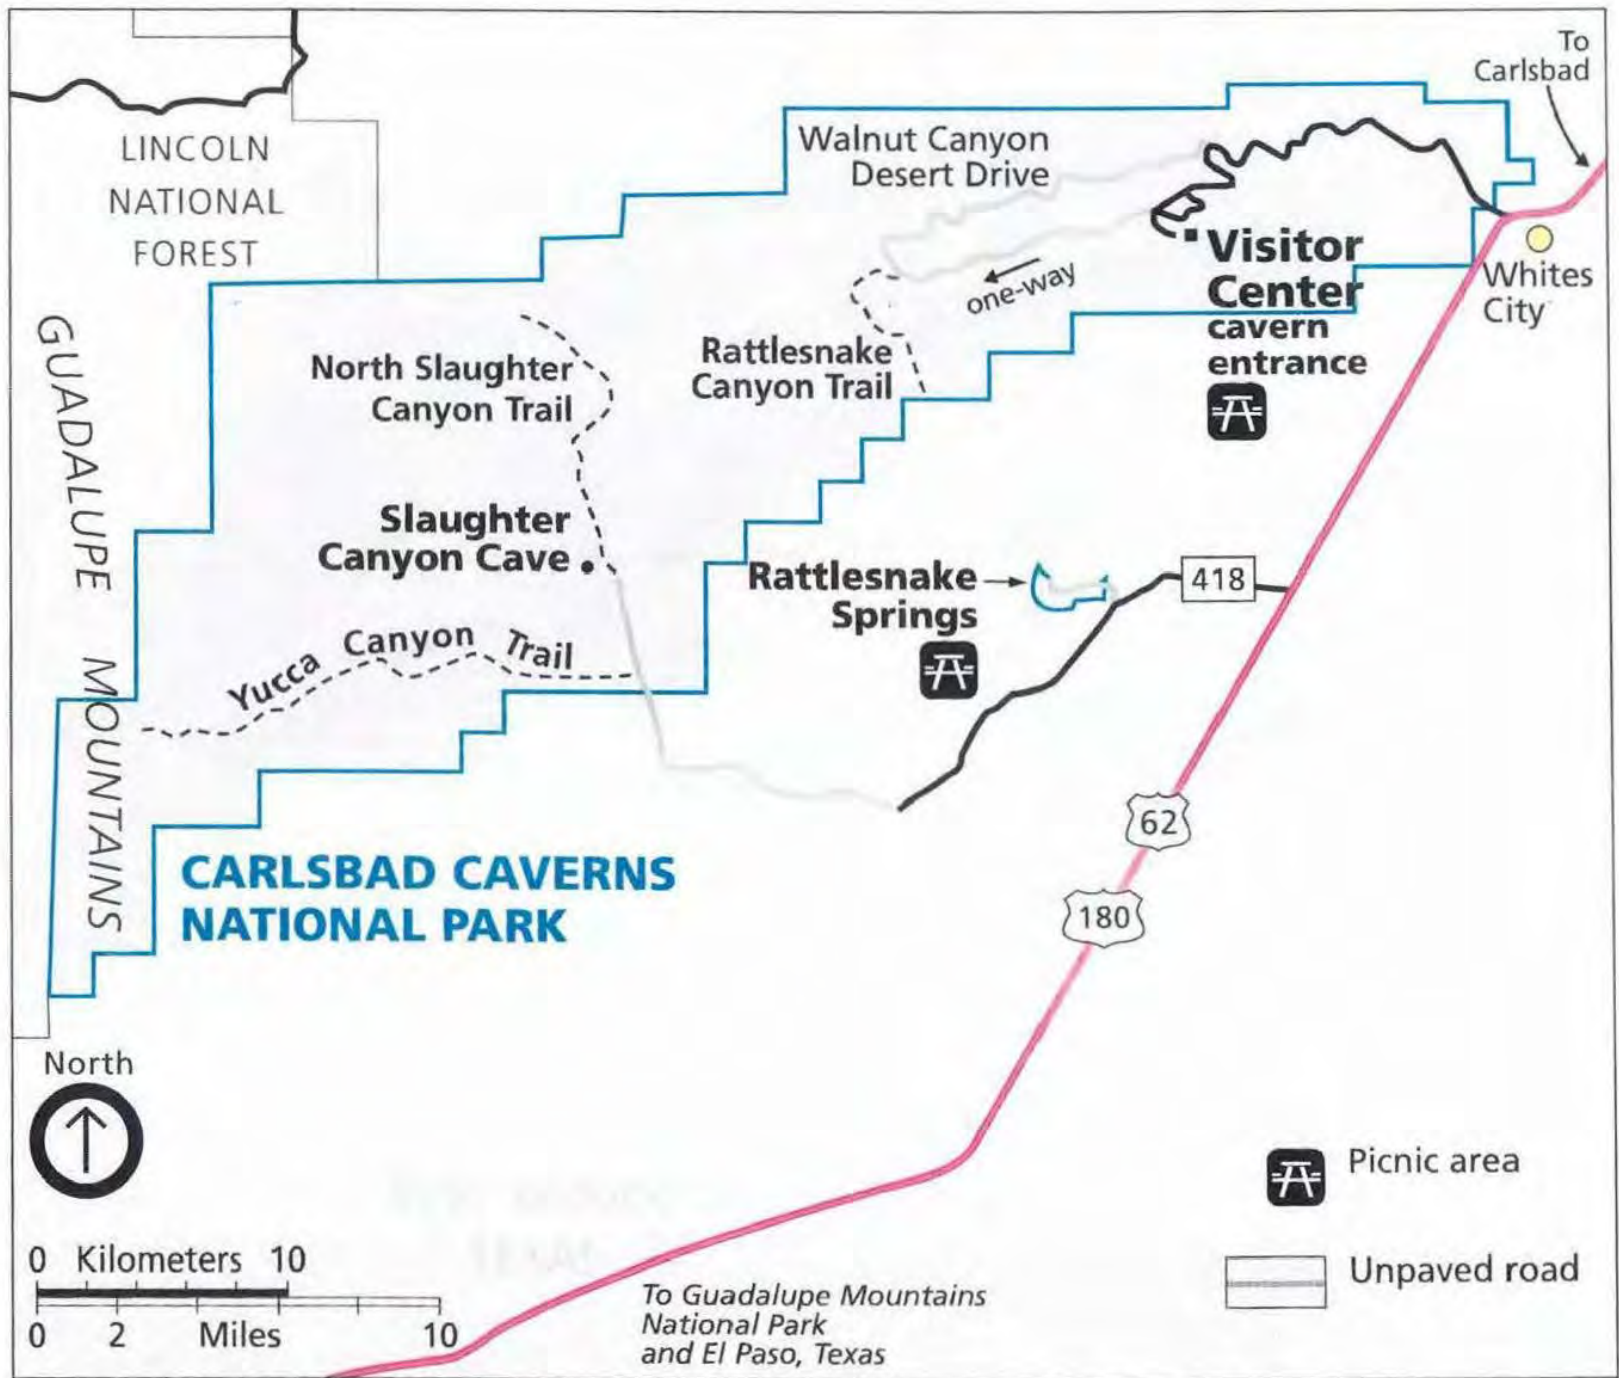 To
Carlsbad
LINCOLN
NATIONAL
FOREST
Walnut Canyon
Desert Drive
Visitor
Center
cavern
entrance
one-way
Whites
City
GUADALUPE MOUNTAINS
North Slaughter
Canyon Trail
Rattlesnake
Canyon Trail
Slaughter
Canyon Cave
Rattlesnake
Springs
418
Yucca Canyon Trail
62
180
CARLSBAD CAVERNS
NATIONAL PARK
North
Picnic area
Unpaved road
0 Kilometers 10
0 2 Miles 10
To Guadalupe Mountains
National Park
and El Paso, Texas